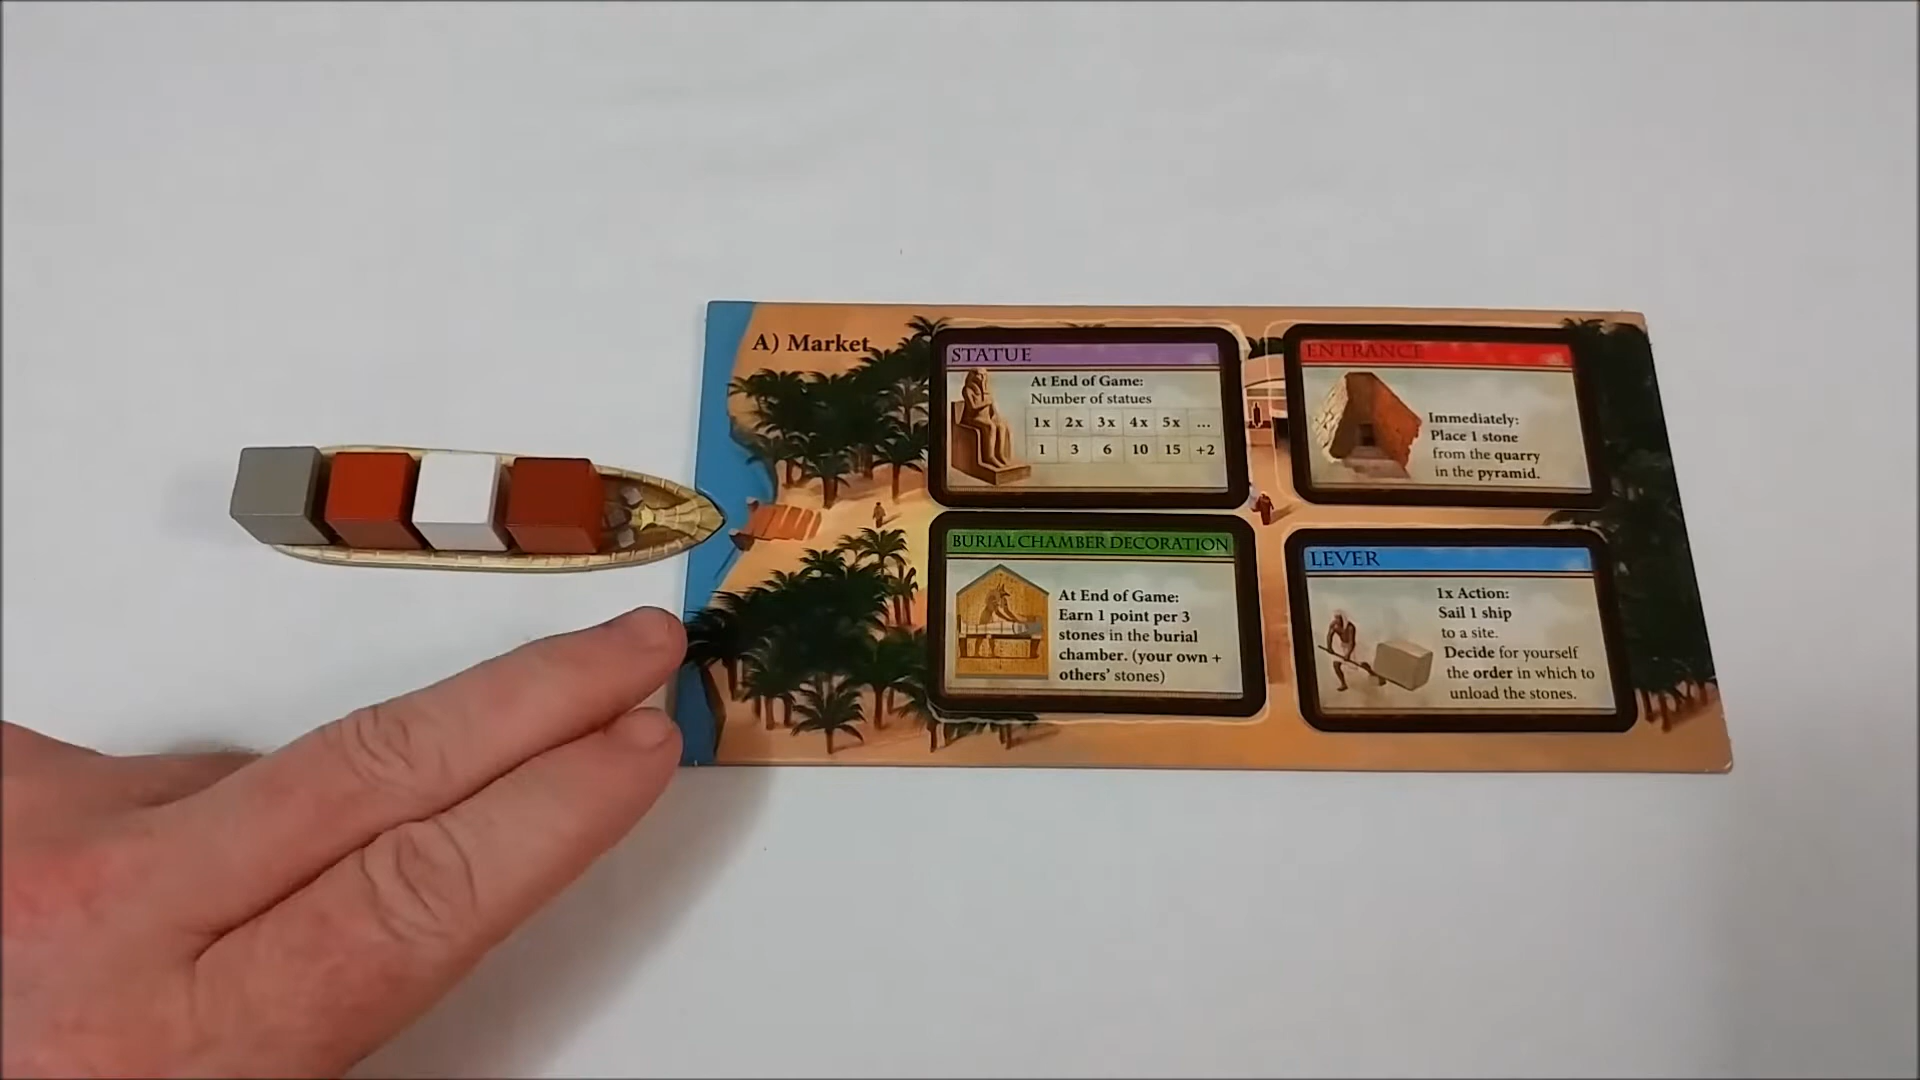 A) Market
STATUE
At End of Game:
Number of statues
1x 2x 3x 4x 5x ...
1 3 6 10 15 +2
ENTRANCE
Immediately:
Place 1 stone
from the quarry
in the pyramid.
BURIAL CHAMBER DECORATION
At End of Game:
Earn 1 point per 3
stones in the burial
chamber. (your own +
others' stones)
LEVER
1x Action:
Sail 1 ship
to a site.
Decide for yourself
the order in which to
unload the stones.